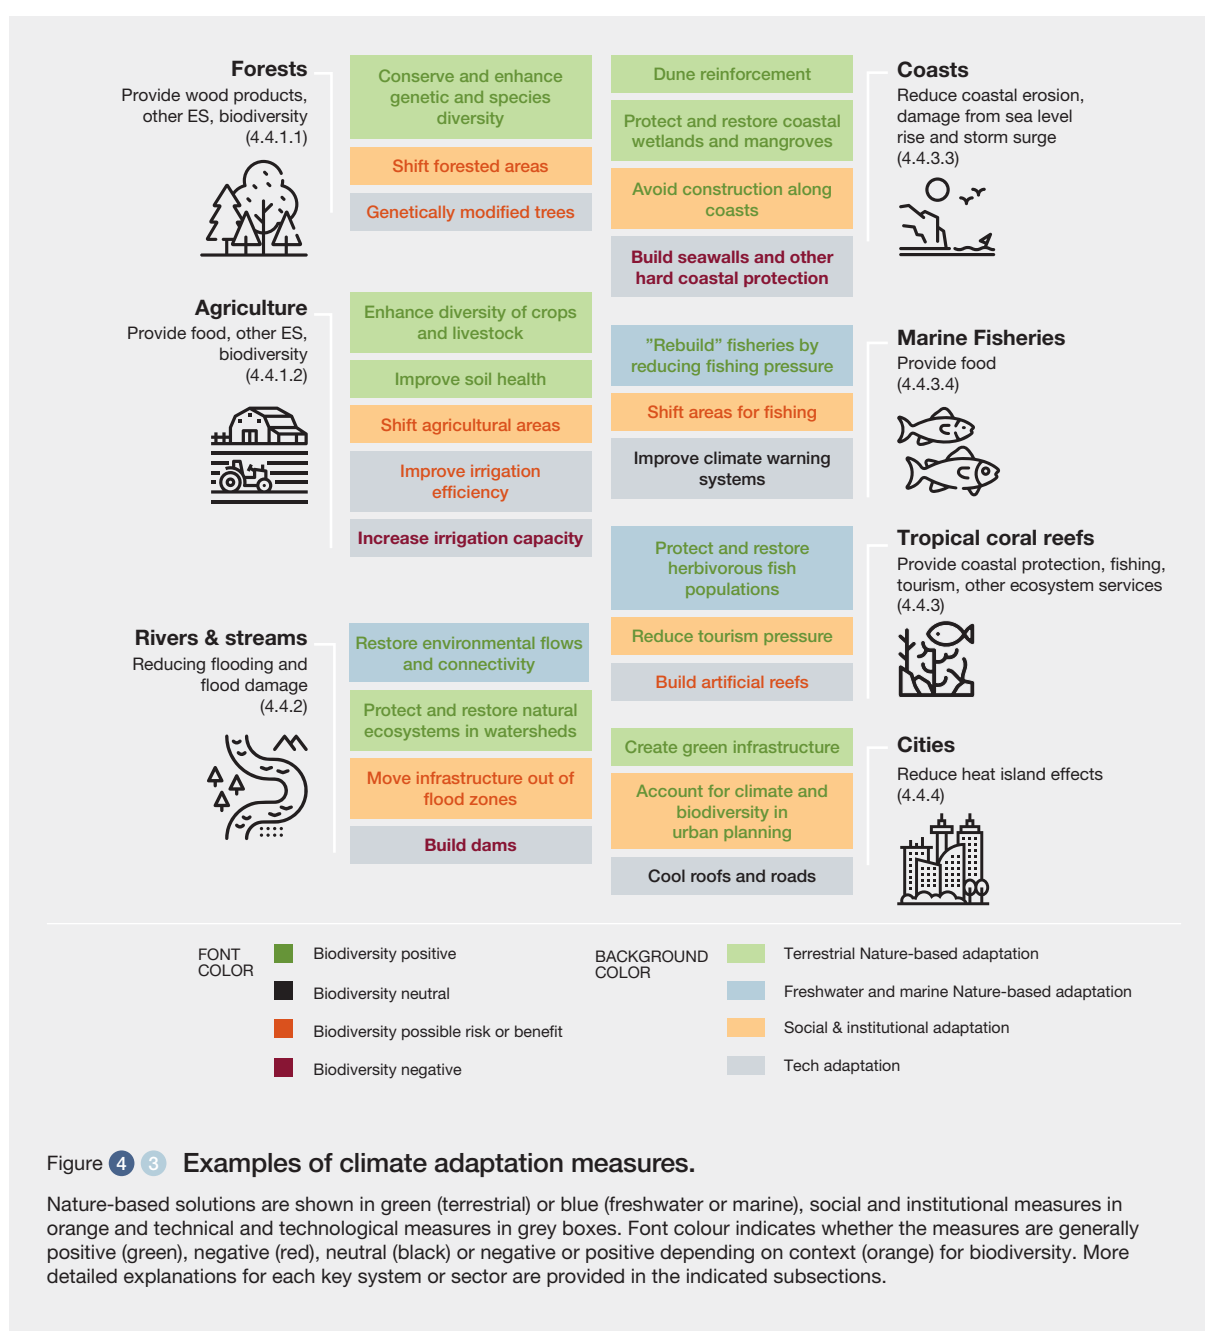 Forests
Provide wood products,
other ES, biodiversity
(4.4.1.1)
Conserve and enhance
genetic and species
diversity
Shift forested areas
Genetically modified trees
Agriculture
Provide food, other ES,
biodiversity
(4.4.1.2)
Enhance diversity of crops
and livestock
Improve soil health
Shift agricultural areas
Improve irrigation
efficiency
Increase irrigation capacity
Rivers & streams
Reducing flooding and
flood damage
(4.4.2)
Restore environmental flows
and connectivity
Protect and restore natural
ecosystems in watersheds
Move infrastructure out of
flood zones
Build dams
Dune reinforcement
Protect and restore coastal
wetlands and mangroves
Avoid construction along
coasts
Build seawalls and other
hard coastal protection
Coasts
Reduce coastal erosion,
damage from sea level
rise and storm surge
(4.4.3.3)
”Rebuild” fisheries by
reducing fishing pressure
Shift areas for fishing
Improve climate warning
systems
Marine Fisheries
Provide food
(4.4.3.4)
Protect and restore
herbivorous fish
populations
Reduce tourism pressure
Build artificial reefs
Tropical coral reefs
Provide coastal protection, fishing,
tourism, other ecosystem services
(4.4.3)
Create green infrastructure
Account for climate and
biodiversity in
urban planning
Cool roofs and roads
Cities
Reduce heat island effects
(4.4.4)
FONT
COLOR
Biodiversity positive
Biodiversity neutral
Biodiversity possible risk or benefit
Biodiversity negative
BACKGROUND
COLOR
Terrestrial Nature-based adaptation
Freshwater and marine Nature-based adaptation
Social & institutional adaptation
Tech adaptation
Figure 4 3 Examples of climate adaptation measures.
Nature-based solutions are shown in green (terrestrial) or blue (freshwater or marine), social and institutional measures in
orange and technical and technological measures in grey boxes. Font colour indicates whether the measures are generally
positive (green), negative (red), neutral (black) or negative or positive depending on context (orange) for biodiversity. More
detailed explanations for each key system or sector are provided in the indicated subsections.